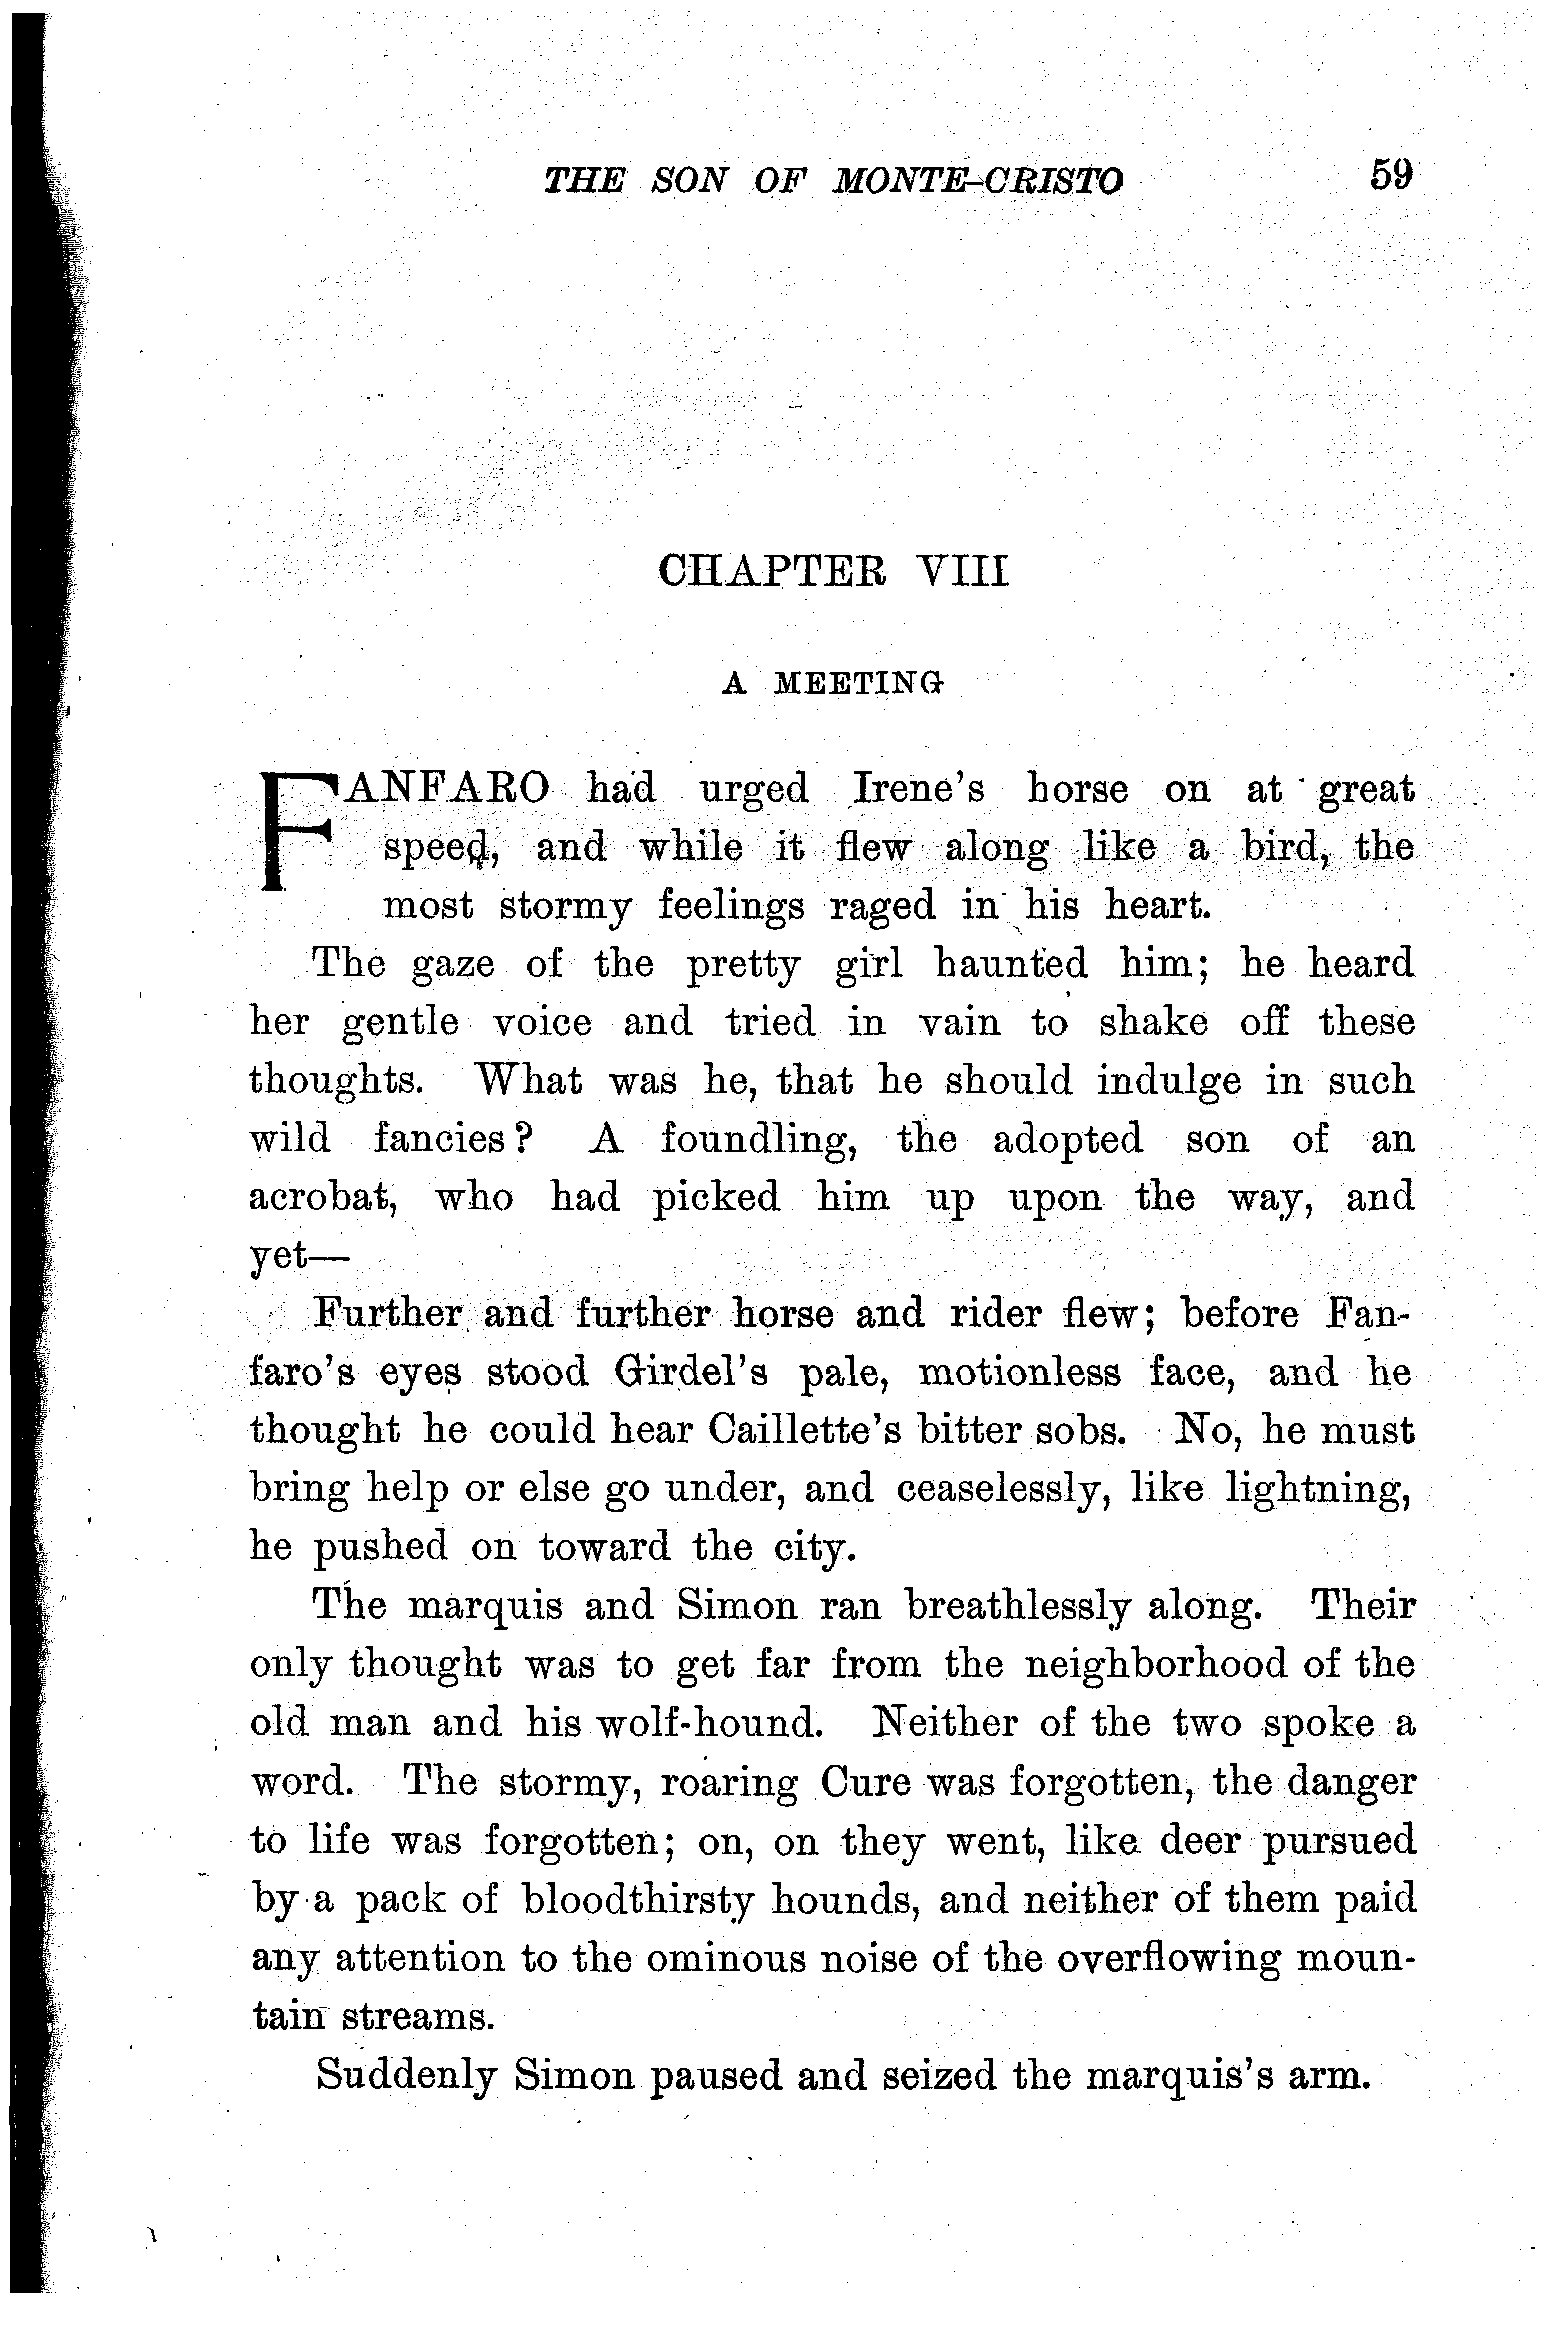 THE SON OF MONTE-CRISTO 59
CHAPTER VIII
A MEETING
FANFARO had urged Irene's horse on at great
speed, and while it flew along like a bird, the
most stormy feelings raged in his heart.
The gaze of the pretty girl haunted him; he heard
her gentle voice and tried in vain to shake off these
thoughts. What was he, that he should indulge in such
wild fancies? A foundling, the adopted son of an
acrobat, who had picked him up upon the way, and
yet—
Further and further horse and rider flew; before Fan-
faro's eyes stood Girdel's pale, motionless face, and he
thought he could hear Caillette's bitter sobs. No, he must
bring help or else go under, and ceaselessly, like lightning,
he pushed on toward the city.
The marquis and Simon ran breathlessly along. Their
only thought was to get far from the neighborhood of the
old man and his wolf-hound. Neither of the two spoke a
word. The stormy, roaring Cure was forgotten, the danger
to life was forgotten; on, on they went, like deer pursued
by a pack of bloodthirsty hounds, and neither of them paid
any attention to the ominous noise of the overflowing moun-
tain streams.
Suddenly Simon paused and seized the marquis's arm.